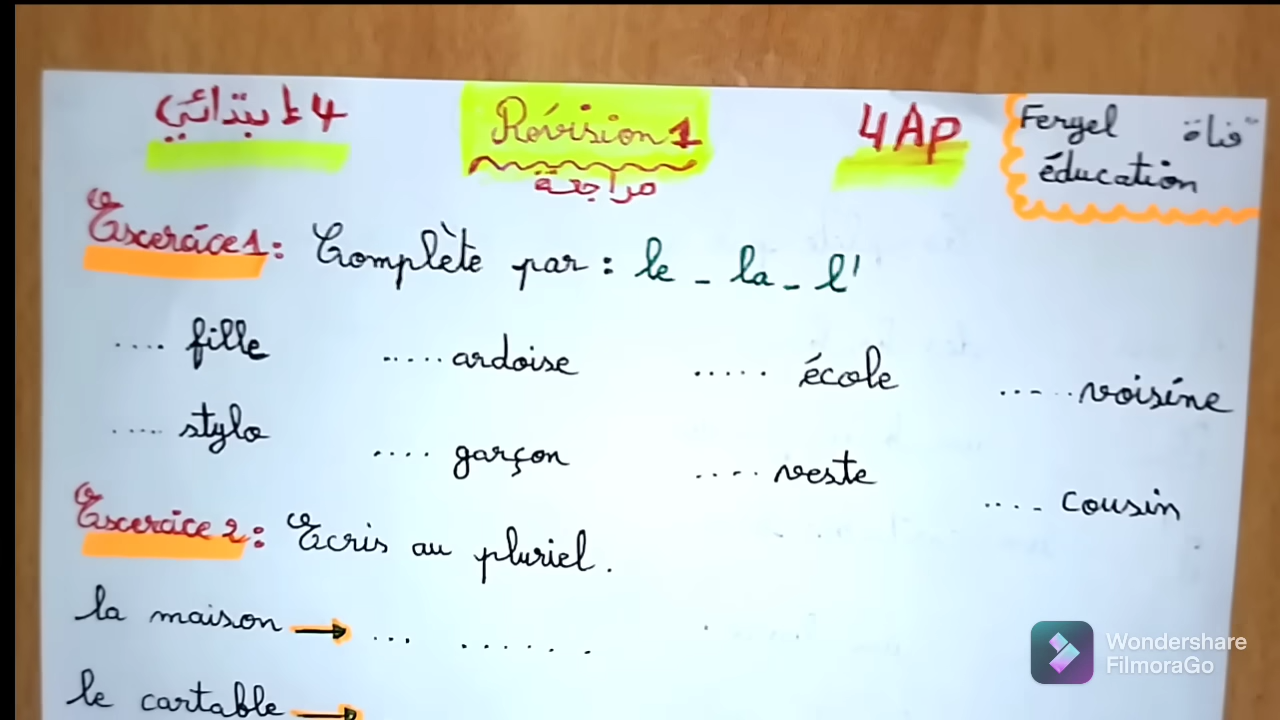 4 ابتدائي
Révision 1
4AP
Feryel قناة
éducation
مراجعة
Exercice 1: Complète par : le - la - l'
.... fille ..... ardoise ..... école ..... voisine
..... stylo .... garçon .... veste .... cousin
Exercice 2: Ecris au pluriel.
la maison → ... ......
le cartable →
Wondershare
FilmoraGo